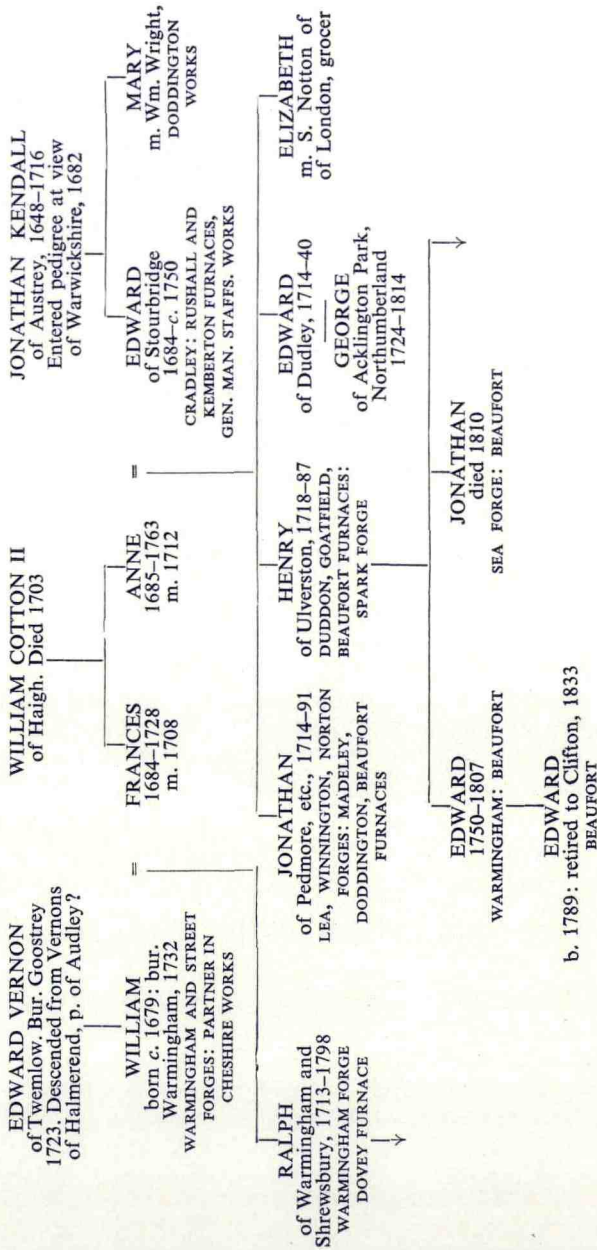 EDWARD VERNON
of Twemlow. Bur. Goostrey
1723. Descended from Vernons
of Halmerend, p. of Audley?
WILLIAM COTTON II
of Haigh. Died 1703
JONATHAN KENDALL
of Austrey, 1648–1716
Entered pedigree at view
of Warwickshire, 1682
WILLIAM
born c. 1679: bur.
Warmingham, 1732
WARMINGHAM AND STREET
FORGES: PARTNER IN
CHESHIRE WORKS
=
FRANCES
1684–1728
m. 1708
ANNE
1685–1763
m. 1712
=
EDWARD
of Stourbridge
1684–c. 1750
CRADLEY: RUSHALL AND
KEMBERTON FURNACES,
GEN. MAN. STAFFS. WORKS
MARY
m. Wm. Wright,
DODDINGTON
WORKS
RALPH
of Warmingham and
Shrewsbury, 1713–1798
WARMINGHAM FORGE
DOVEY FURNACE
JONATHAN
of Pedmore, etc., 1714–91
LEA, WINNINGTON, NORTON
FORGES: MADELEY,
DODDINGTON, BEAUFORT
FURNACES
HENRY
of Ulverston, 1718–87
DUDDON, GOATFIELD,
BEAUFORT FURNACES:
SPARK FORGE
EDWARD
of Dudley, 1714–40
GEORGE
of Acklington Park,
Northumberland
1724–1814
ELIZABETH
m. S. Notton of
of London, grocer
EDWARD
1750–1807
WARMINGHAM: BEAUFORT
JONATHAN
died 1810
SEA FORGE: BEAUFORT
EDWARD
b. 1789: retired to Clifton, 1833
BEAUFORT